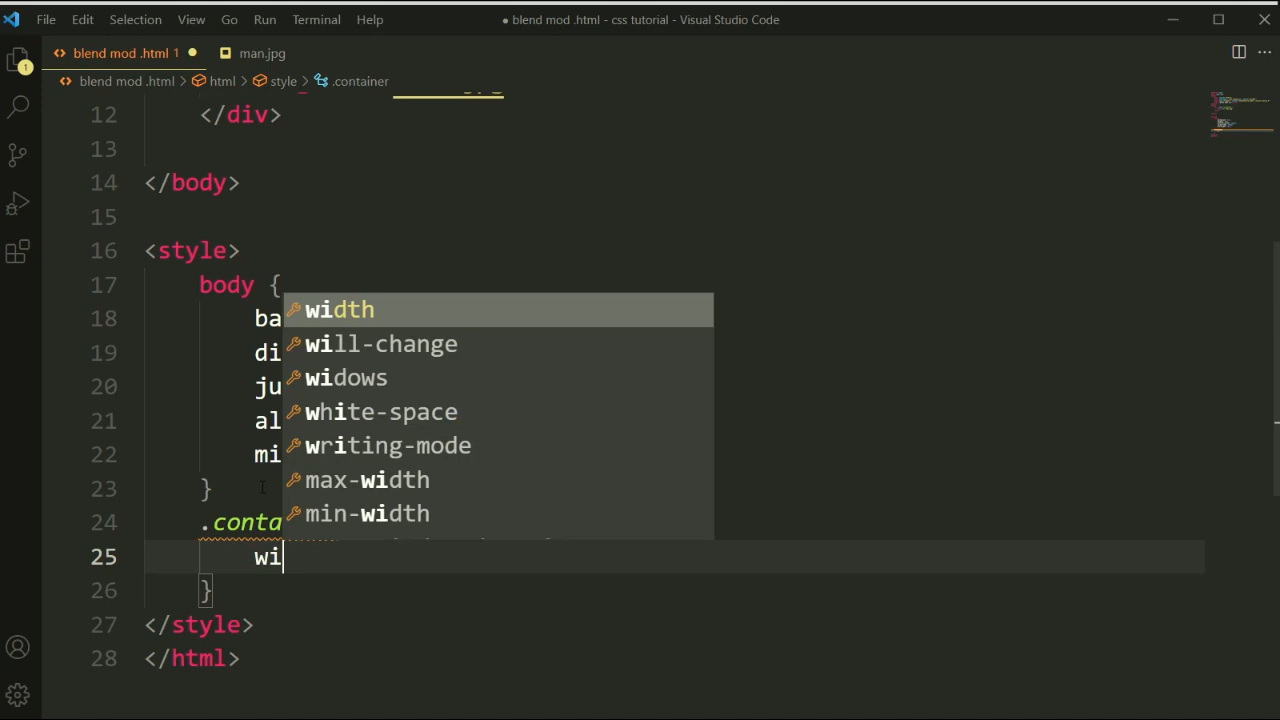 File Edit Selection View Go Run Terminal Help
● blend mod .html - css tutorial - Visual Studio Code
blend mod .html 1 ●
man.jpg
1
blend mod .html > html > style > .container
12 </div>
13
14 </body>
15
16 <style>
17 body {
18 ba
19 di
20 ju
21 al
22 mi
23 }
24 .conta
25 wi
26 }
27 </style>
28 </html>
width
will-change
widows
white-space
writing-mode
max-width
min-width